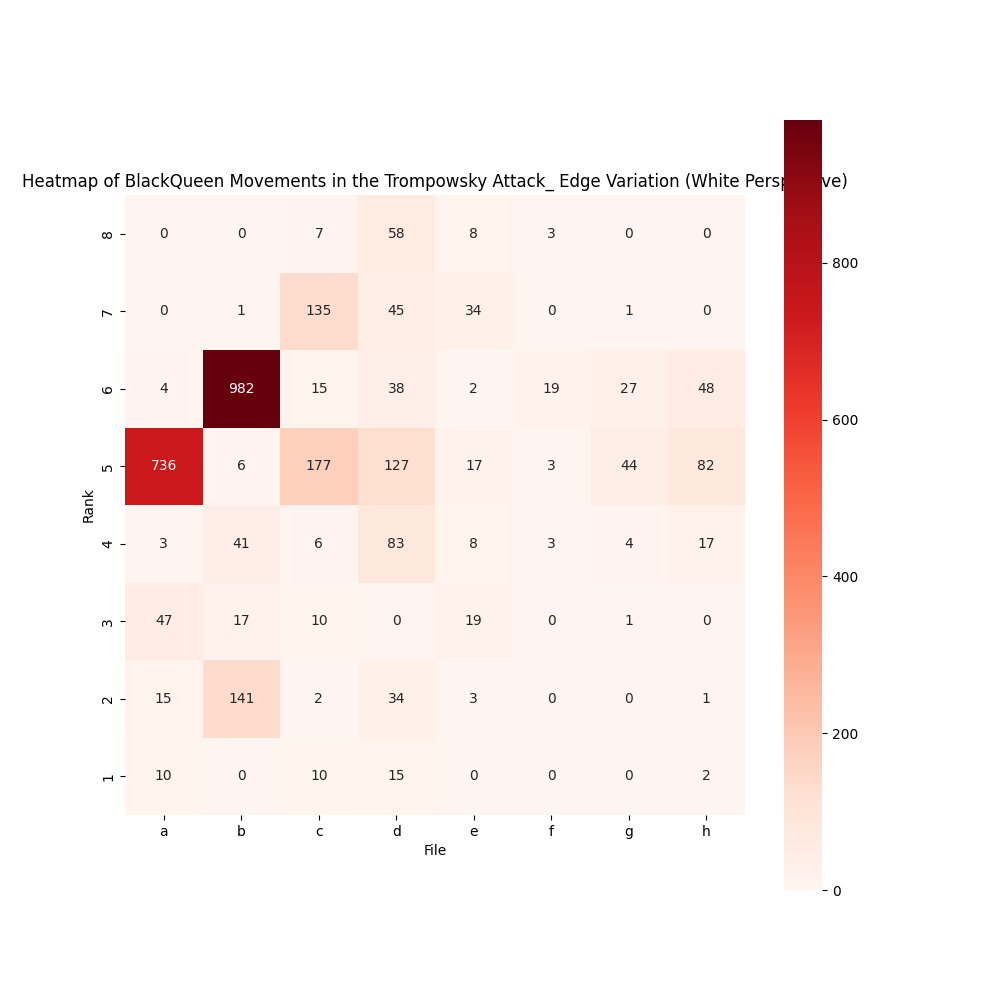 Heatmap of BlackQueen Movements in the Trompowsky Attack_ Edge Variation (White Persp ve)
8 0 0 7 58 8 3 0 0
800
7 0 1 135 45 34 0 1 0
6 4 982 15 38 2 19 27 48
600
5 736 6 177 127 17 3 44 82
Rank
4 3 41 6 83 8 3 4 17
400
3 47 17 10 0 19 0 1 0
2 15 141 2 34 3 0 0 1
200
1 10 0 10 15 0 0 0 2
a b c d e f g h
File
0